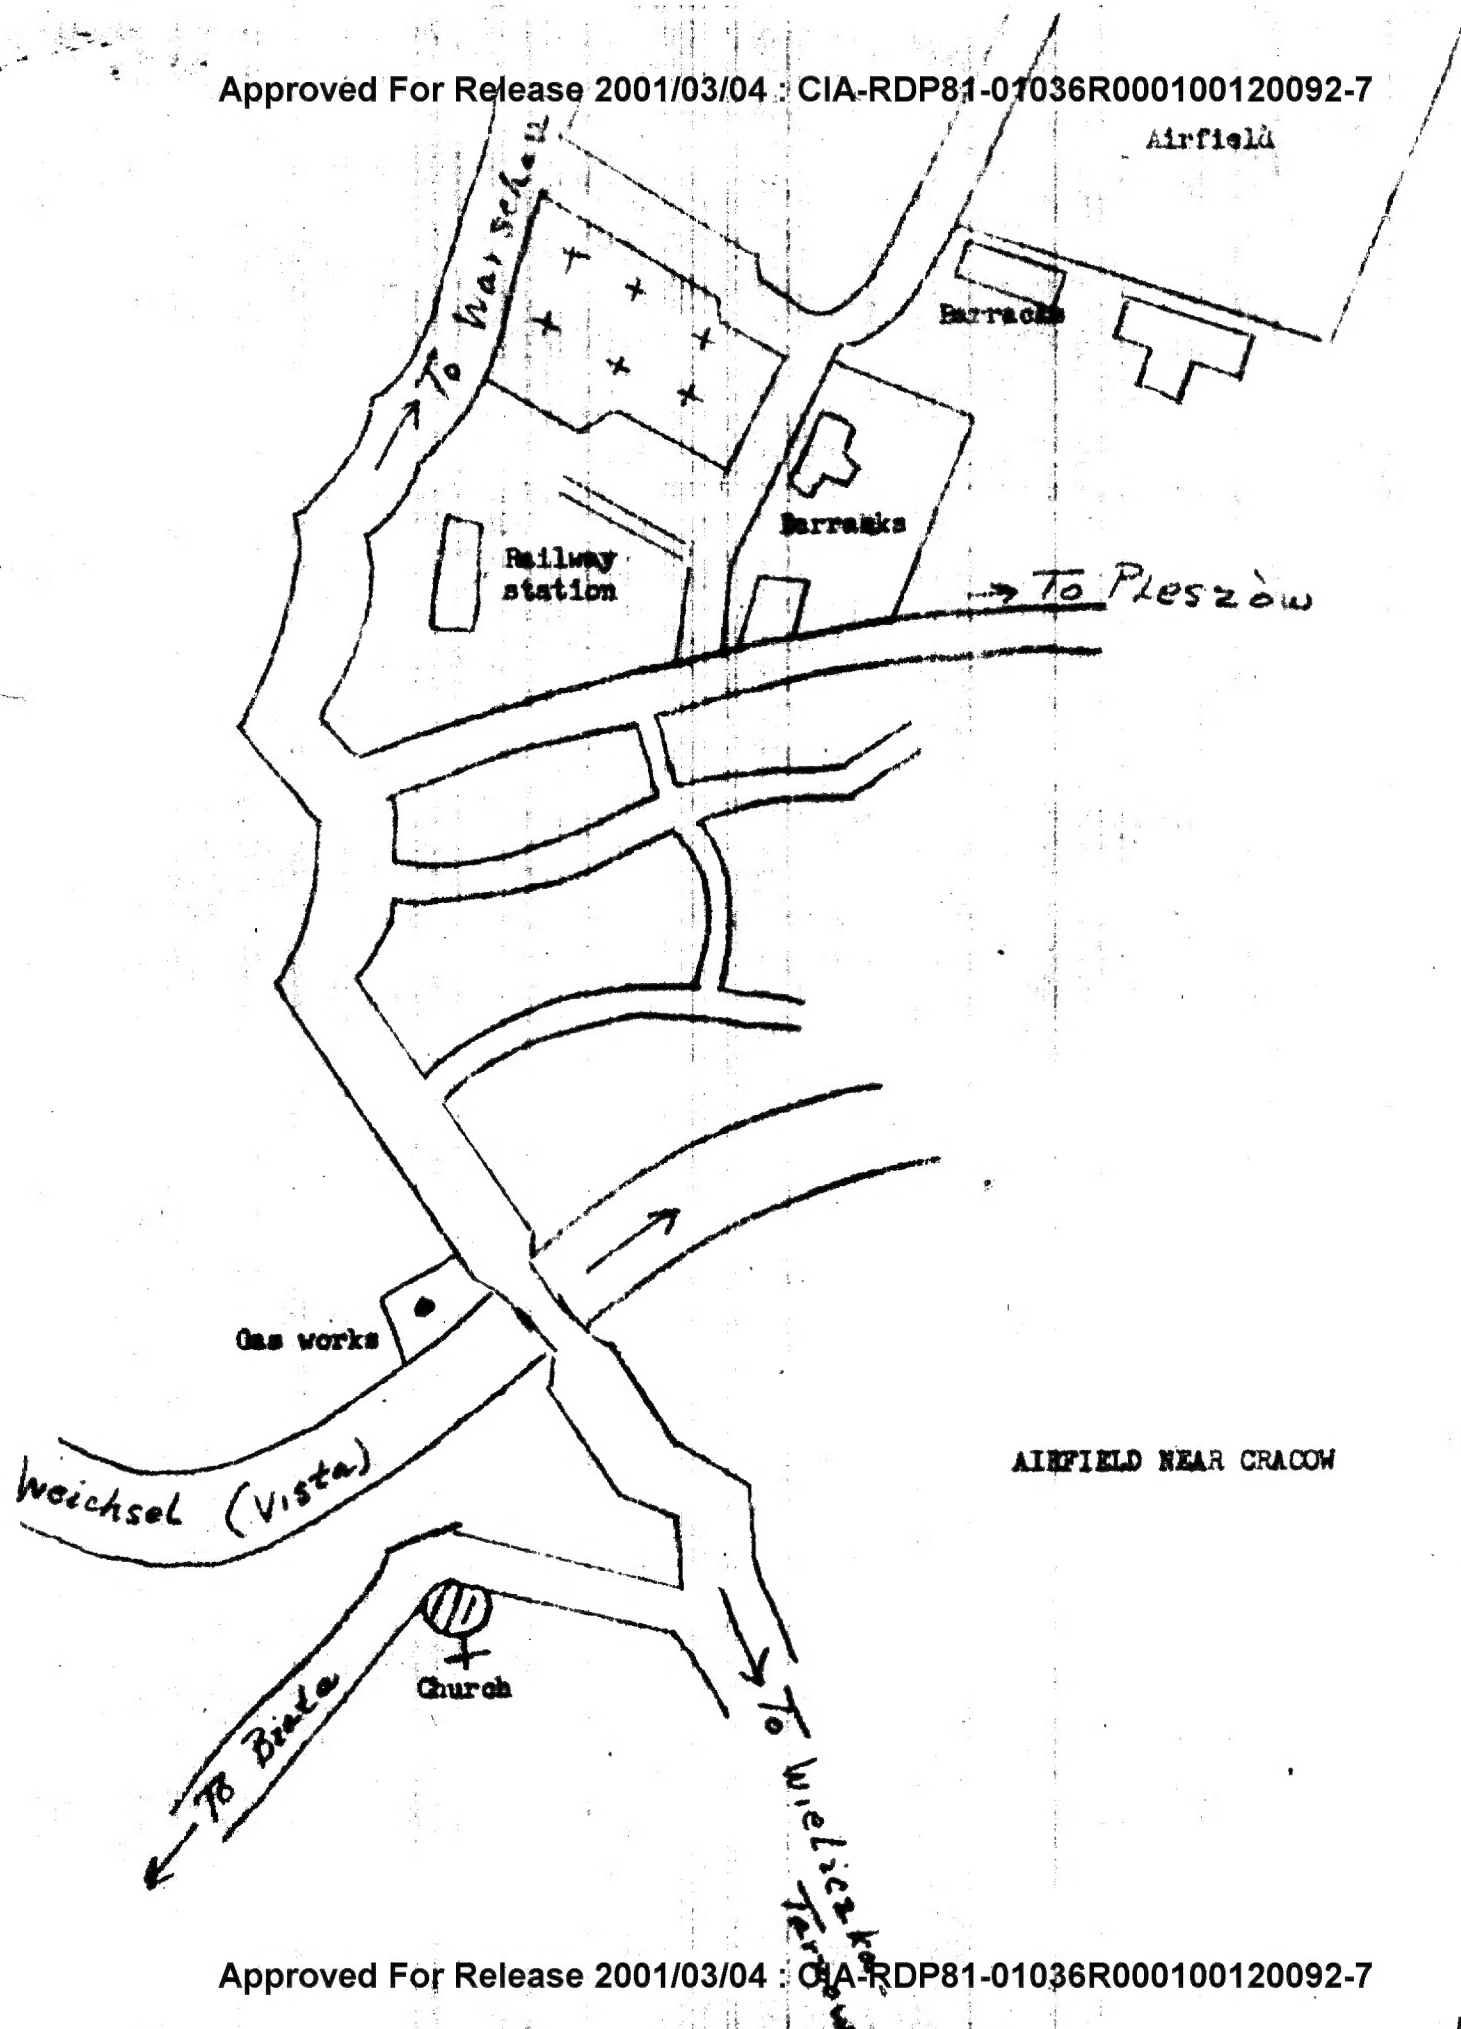 Approved For Release 2001/03/04 : CIA-RDP81-01036R000100120092-7
Airfield
To Warschau
Barracks
Barracks
Railway
station
To Pleszòw
Gas works
AIRFIELD NEAR CRACOW
Weichsel (Vista)
Church
To Biala
To Wieliczka
Tarnow
Approved For Release 2001/03/04 : CIA-RDP81-01036R000100120092-7